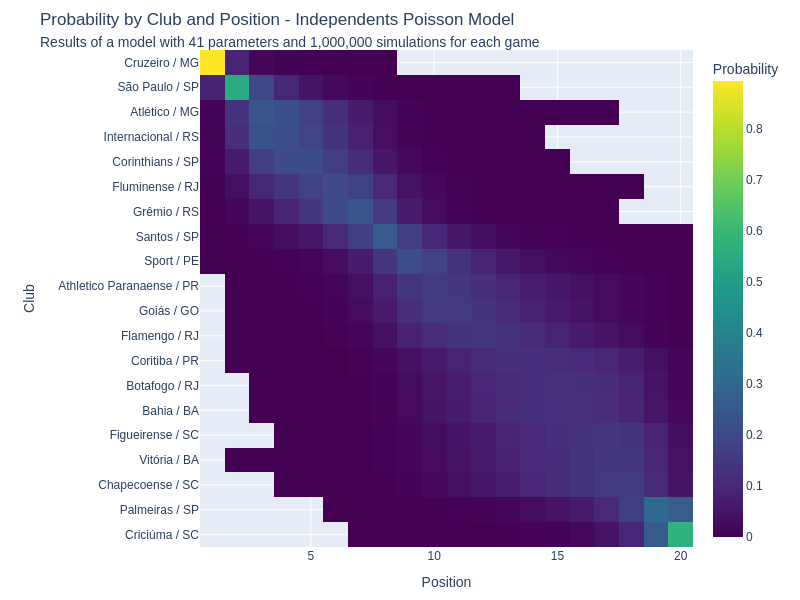 Probability by Club and Position - Independents Poisson Model
Results of a model with 41 parameters and 1,000,000 simulations for each game
Probability
Cruzeiro / MG
São Paulo / SP
Atlético / MG
Internacional / RS
Corinthians / SP
Fluminense / RJ
Grêmio / RS
Santos / SP
Sport / PE
Athletico Paranaense / PR
Goiás / GO
Flamengo / RJ
Coritiba / PR
Botafogo / RJ
Bahia / BA
Figueirense / SC
Vitória / BA
Chapecoense / SC
Palmeiras / SP
Criciúma / SC
Club
5
10
15
20
Position
0.8
0.7
0.6
0.5
0.4
0.3
0.2
0.1
0